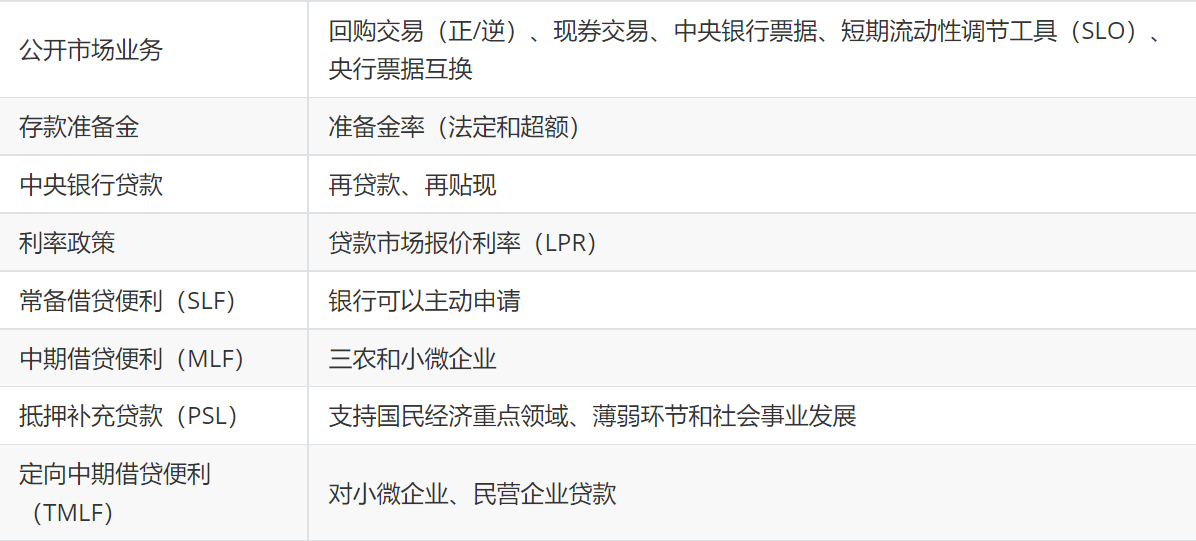 公开市场业务
回购交易（正/逆）、现券交易、中央银行票据、短期流动性调节工具（SLO）、
央行票据互换
存款准备金
准备金率（法定和超额）
中央银行贷款
再贷款、再贴现
利率政策
贷款市场报价利率（LPR）
常备借贷便利（SLF）
银行可以主动申请
中期借贷便利（MLF）
三农和小微企业
抵押补充贷款（PSL）
支持国民经济重点领域、薄弱环节和社会事业发展
定向中期借贷便利
（TMLF）
对小微企业、民营企业贷款